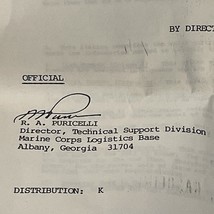 BY DIRECT
OFFICIAL
R. A. PURICELLI
Director, Technical Support Division
Marine Corps Logistics Base
Albany, Georgia 31704
DISTRIBUTION: K